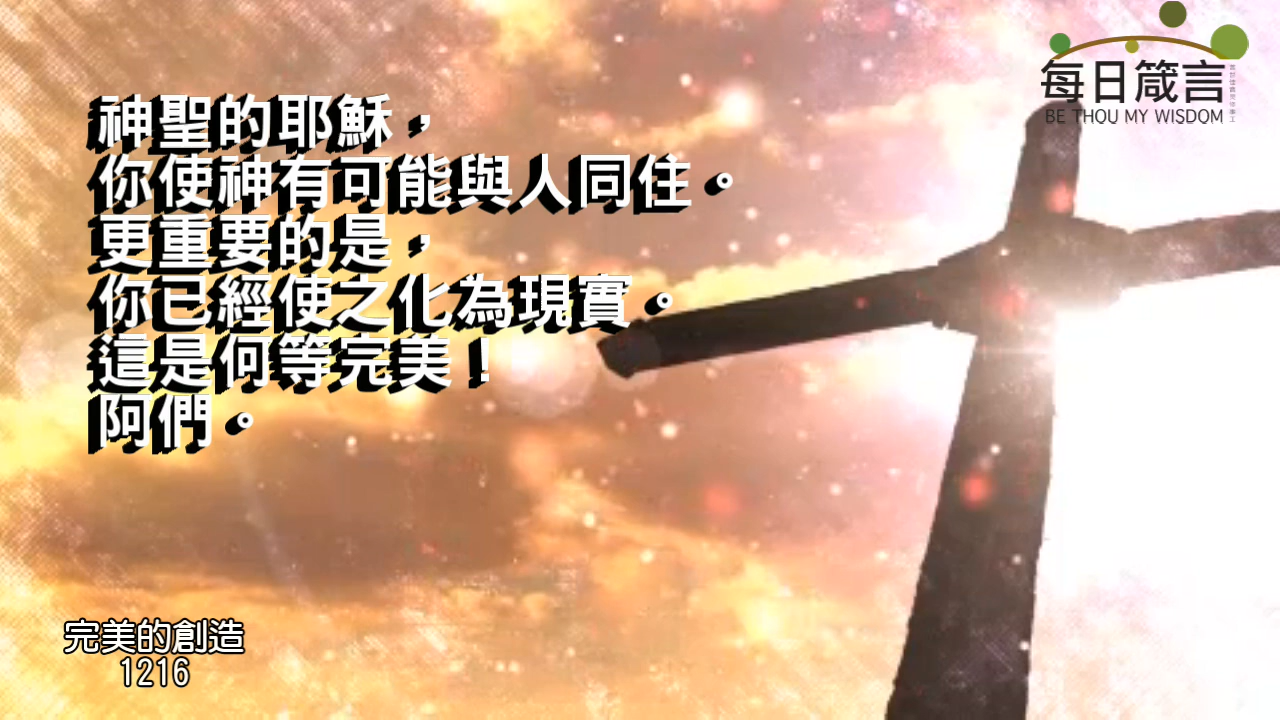 神聖的耶穌，
你使神有可能與人同住。
更重要的是，
你已經使之化為現實。
這是何等完美！
阿們。
每日箴言
BE THOU MY WISDOM
完美的創造
1216